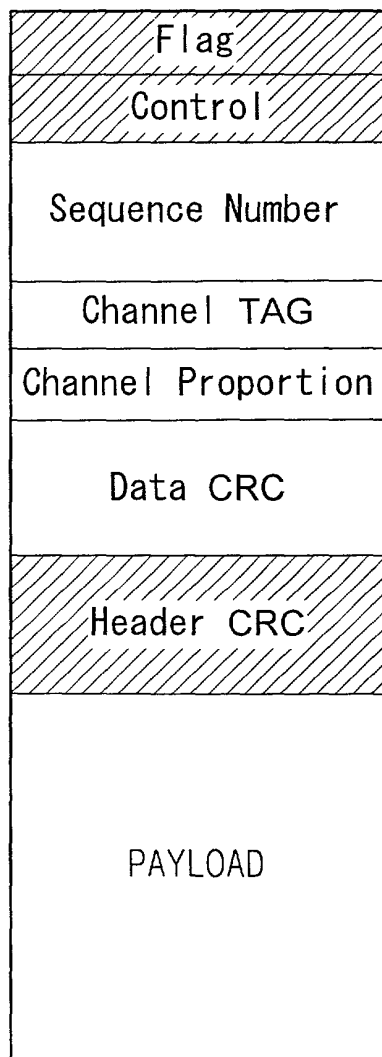 Flag
Control
Sequence Number
Channel TAG
Channel Proportion
Data CRC
Header CRC
PAYLOAD